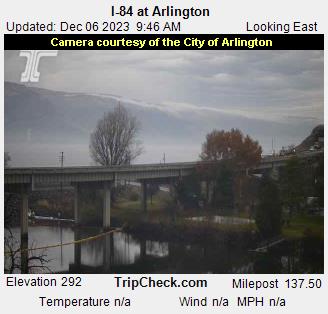 I-84 at Arlington
Updated: Dec 06 2023 9:46 AM Looking East
Camera courtesy of the City of Arlington
Elevation 292 TripCheck.com Milepost 137.50
Temperature n/a Wind n/a MPH n/a